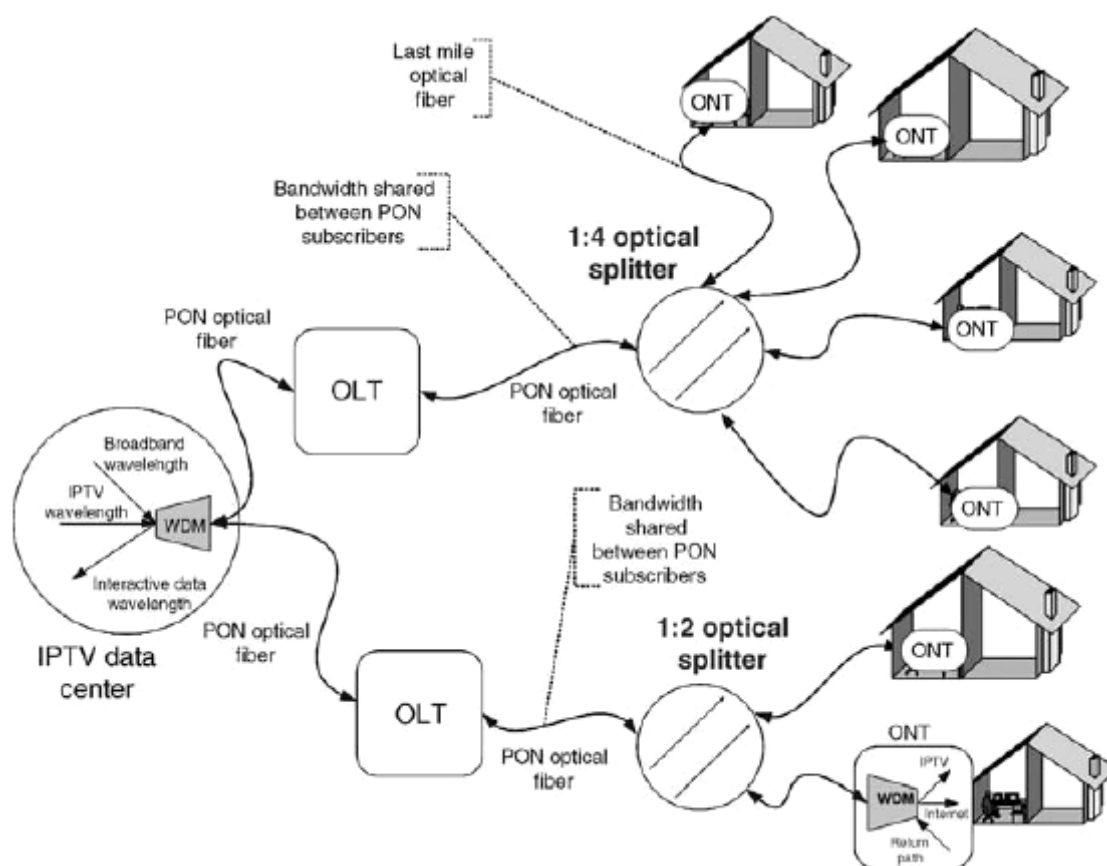 Last mile
optical
fiber
ONT
ONT
Bandwidth shared
between PON
subscribers
1:4 optical
splitter
ONT
PON optical
fiber
OLT
PON optical
fiber
Broadband
wavelength
IPTV
wavelength
WDM
Interactive data
wavelength
IPTV data
center
ONT
Bandwidth
shared
between PON
subscribers
PON optical
fiber
1:2 optical
splitter
ONT
OLT
PON optical
fiber
ONT
IPTV
WDM
Internet
Return
path